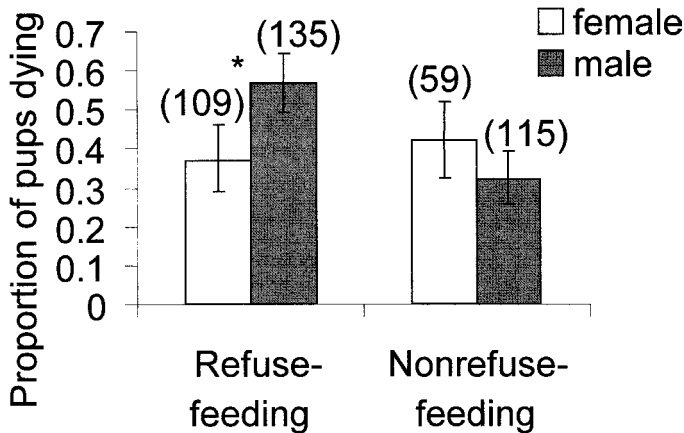 Proportion of pups dying
0.7
0.6
0.5
0.4
0.3
0.2
0.1
0
(109)
*
(135)
(59)
(115)
female
male
Refuse-
feeding
Nonrefuse-
feeding